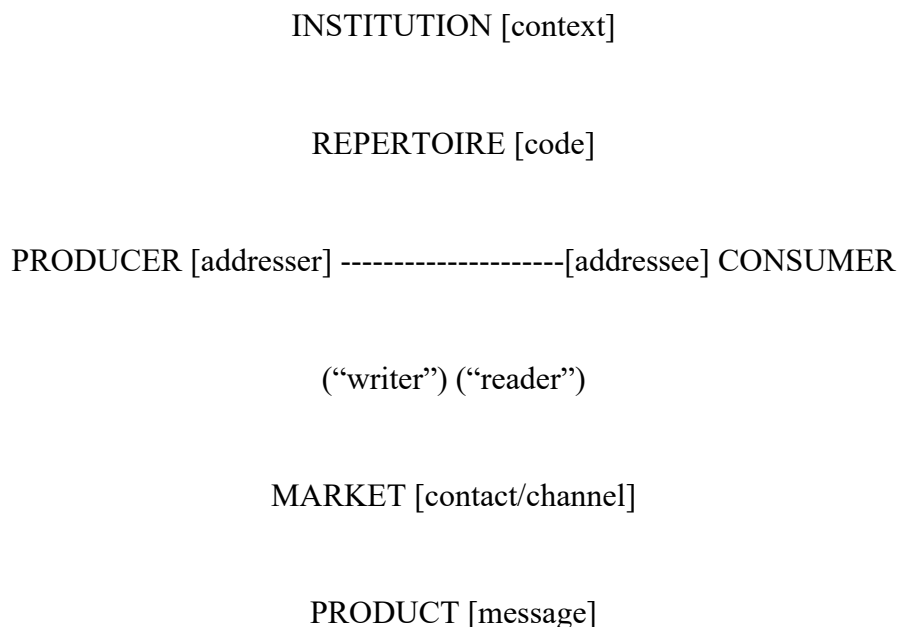 INSTITUTION [context]
REPERTOIRE [code]
PRODUCER [addresser] ---------------------[addressee] CONSUMER
(“writer”) (“reader”)
MARKET [contact/channel]
PRODUCT [message]